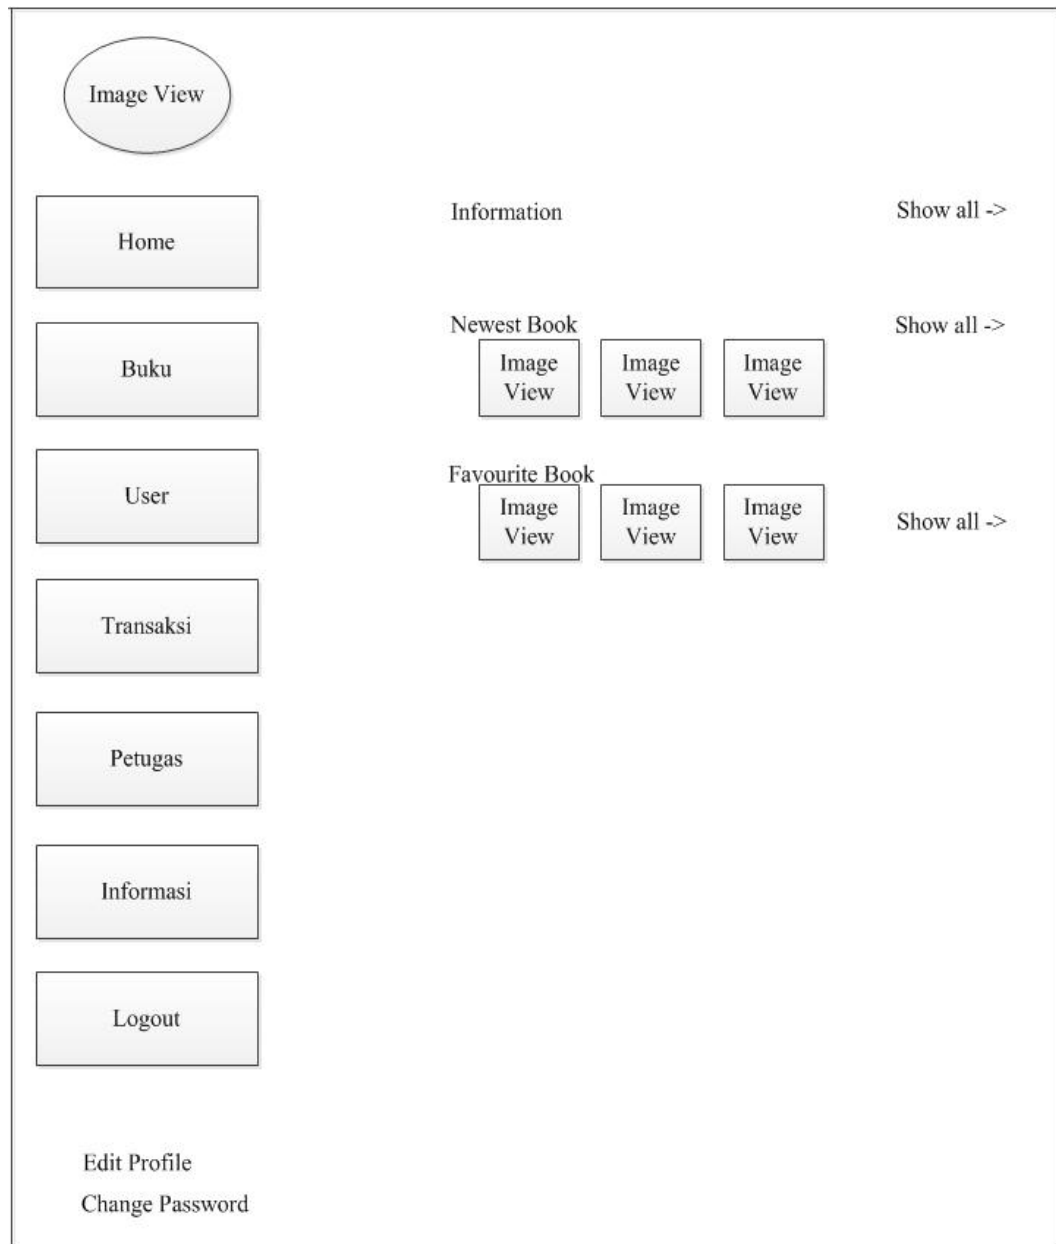 Image View
Home
Buku
User
Transaksi
Petugas
Informasi
Logout
Edit Profile
Change Password
Information
Show all ->
Newest Book
Show all ->
Image
View
Image
View
Image
View
Favourite Book
Image
View
Image
View
Image
View
Show all ->